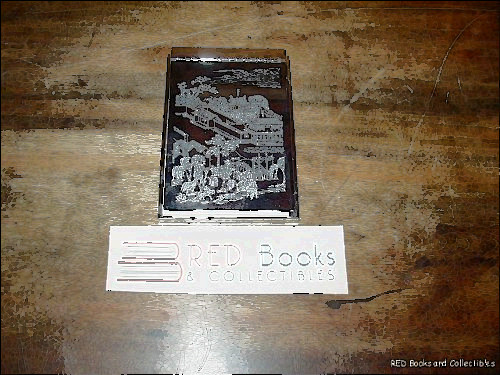 RED Books
& COLLECTIBLES
RED Books and Collectibles